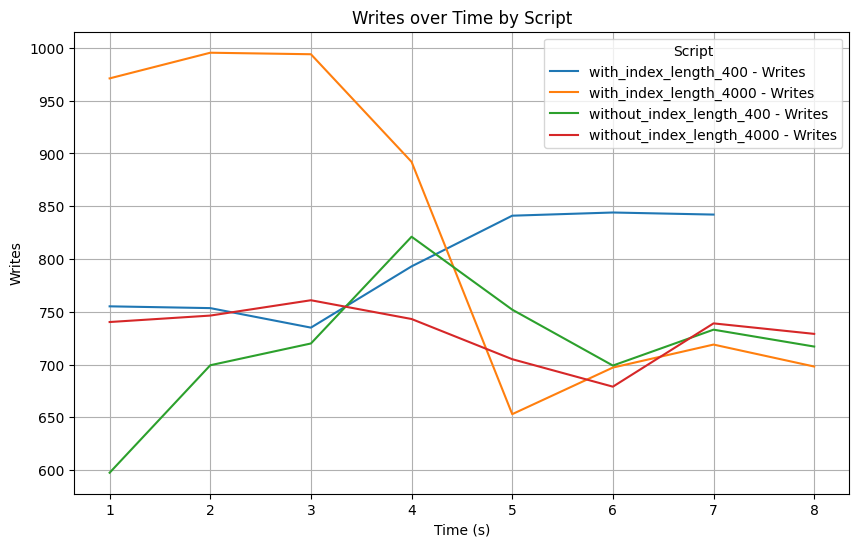 Writes over Time by Script
Script
with_index_length_400 - Writes
with_index_length_4000 - Writes
without_index_length_400 - Writes
without_index_length_4000 - Writes
Writes
1000
950
900
850
800
750
700
650
600
1 2 3 4 5 6 7 8
Time (s)